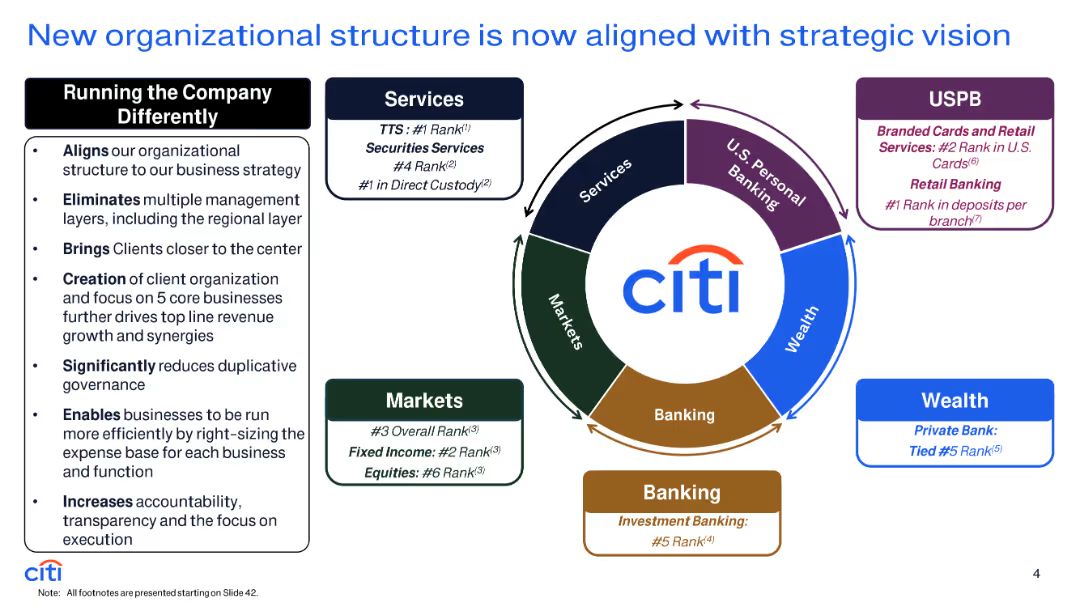 New organizational structure is now aligned with strategic vision
Running the Company
Differently
• Aligns our organizational
structure to our business strategy
• Eliminates multiple management
layers, including the regional layer
• Brings Clients closer to the center
• Creation of client organization
and focus on 5 core businesses
further drives top line revenue
growth and synergies
• Significantly reduces duplicative
governance
• Enables businesses to be run
more efficiently by right-sizing the
expense base for each business
and function
• Increases accountability,
transparency and the focus on
execution
Services
TTS : #1 Rank(1)
Securities Services
#4 Rank(2)
#1 in Direct Custody(2)
Markets
#3 Overall Rank(3)
Fixed Income: #2 Rank(3)
Equities: #6 Rank(3)
Services
U.S. Personal
Banking
Markets
citi
Wealth
Banking
Banking
Investment Banking:
#5 Rank(4)
USPB
Branded Cards and Retail
Services: #2 Rank in U.S.
Cards(6)
Retail Banking
#1 Rank in deposits per
branch(7)
Wealth
Private Bank:
Tied #5 Rank(5)
citi
Note: All footnotes are presented starting on Slide 42.
4